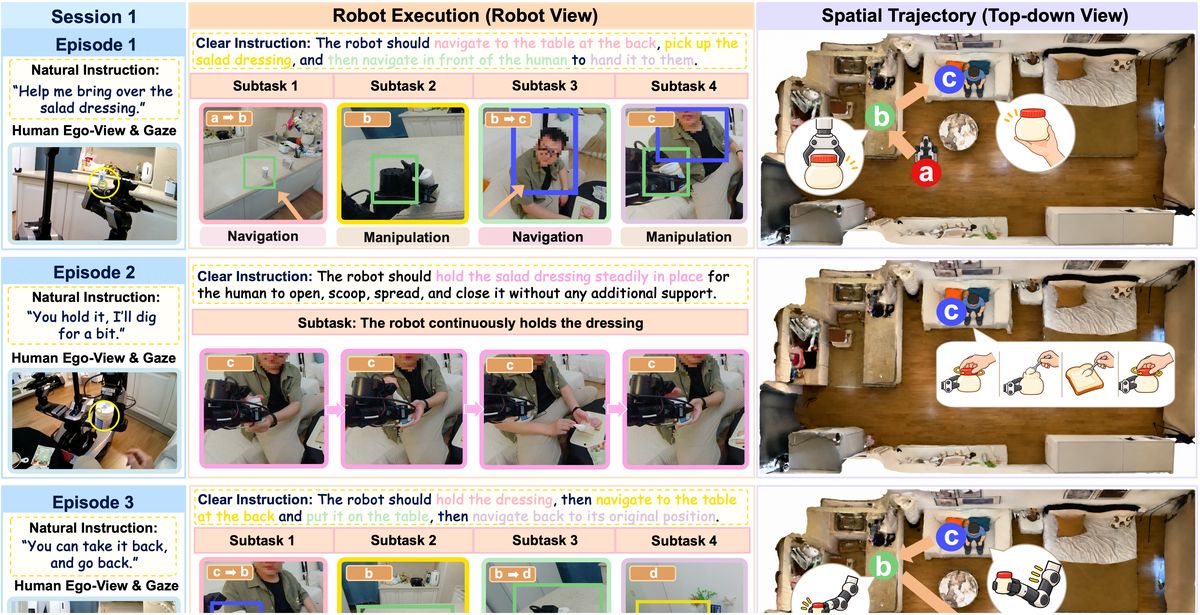 Session 1
Robot Execution (Robot View)
Spatial Trajectory (Top-down View)
Episode 1
Natural Instruction:
“Help me bring over the
salad dressing.”
Human Ego-View & Gaze
Clear Instruction: The robot should navigate to the table at the back, pick up the
salad dressing, and then navigate in front of the human to hand it to them.
Subtask 1
Subtask 2
Subtask 3
Subtask 4
a ➡ b
b
b ➡ c
c
Navigation
Manipulation
Navigation
Manipulation
c
b
a
Episode 2
Natural Instruction:
“You hold it, I’ll dig
for a bit.”
Human Ego-View & Gaze
Clear Instruction: The robot should hold the salad dressing steadily in place for
the human to open, scoop, spread, and close it without any additional support.
Subtask: The robot continuously holds the dressing
c
c
c
c
c
Episode 3
Natural Instruction:
“You can take it back,
and go back.”
Human Ego-View & Gaze
Clear Instruction: The robot should hold the dressing, then navigate to the table
at the back and put it on the table, then navigate back to its original position.
Subtask 1
Subtask 2
Subtask 3
Subtask 4
c ➡ b
b
b ➡ d
d
c
b